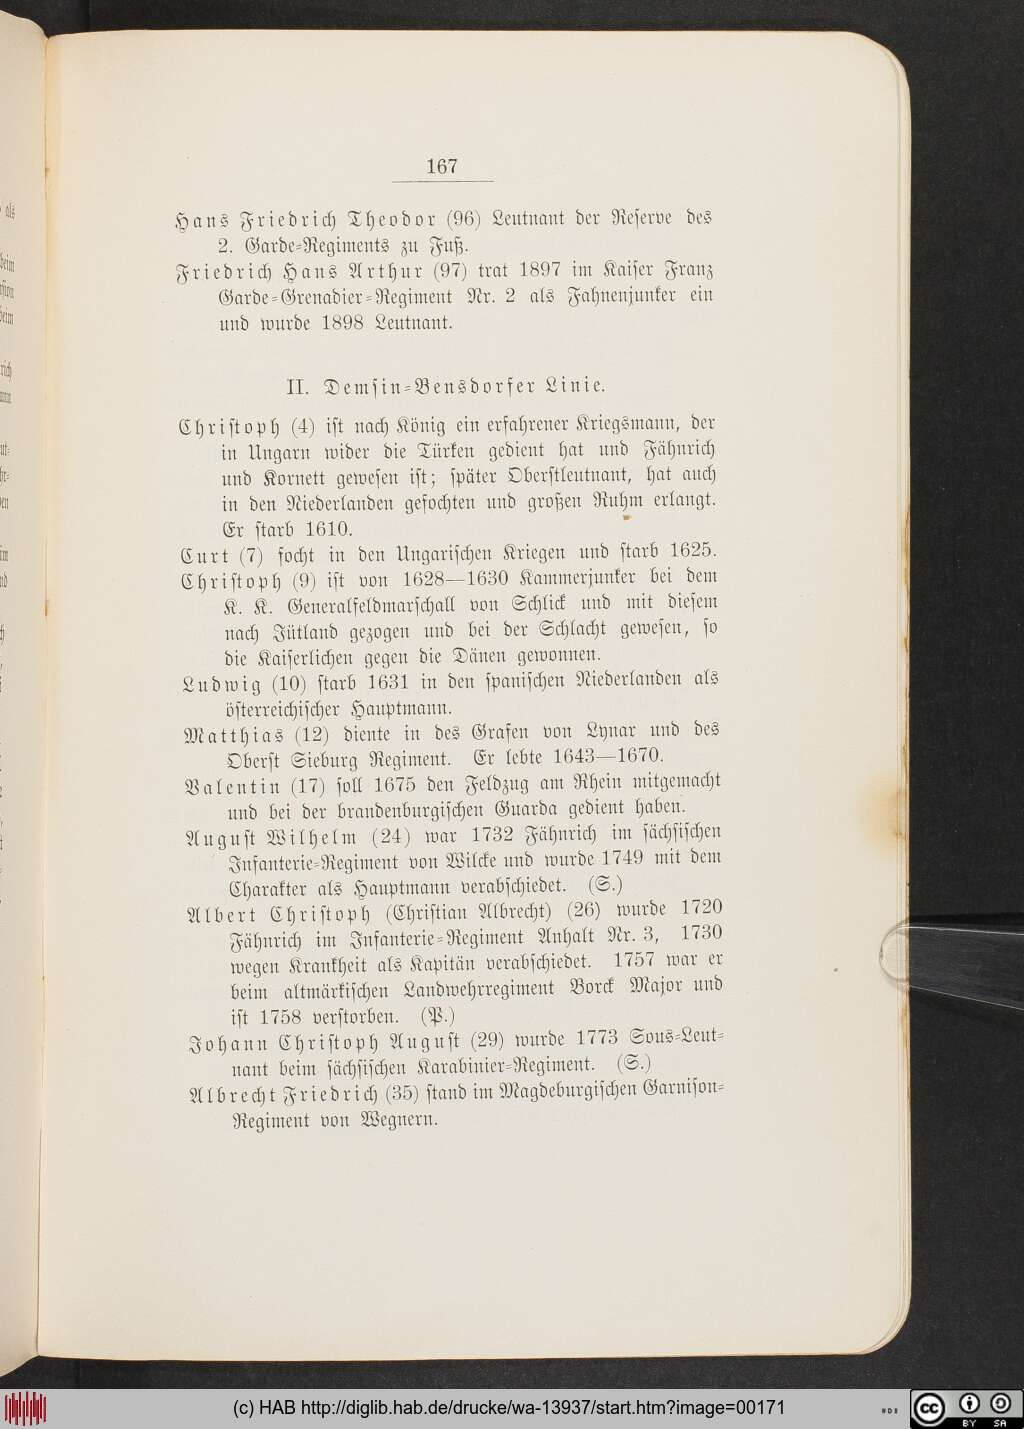 167
Hans Friedrich Theodor (96) Leutnant der Reserve des
2. Garde-Regiments zu Fuß.
Friedrich Hans Arthur (97) trat 1897 im Kaiser Franz
Garde-Grenadier-Regiment Nr. 2 als Fahnenjunker ein
und wurde 1898 Leutnant.
II. Demsin-Bensdorfer Linie.
Christoph (4) ist nach König ein erfahrener Kriegsmann, der
in Ungarn wider die Türken gedient hat und Fähnrich
und Kornett gewesen ist; später Oberstleutnant, hat auch
in den Niederlanden gefochten und großen Ruhm erlangt.
Er starb 1610.
Curt (7) focht in den Ungarischen Kriegen und starb 1625.
Christoph (9) ist von 1628—1630 Kammerjunker bei dem
K. K. Generalfeldmarschall von Schlick und mit diesem
nach Jütland gezogen und bei der Schlacht gewesen, so
die Kaiserlichen gegen die Dänen gewonnen.
Ludwig (10) starb 1631 in den spanischen Niederlanden als
österreichischer Hauptmann.
Matthias (12) diente in des Grafen von Lynar und des
Oberst Sieburg Regiment. Er lebte 1643—1670.
Valentin (17) soll 1675 den Feldzug am Rhein mitgemacht
und bei der brandenburgischen Guarda gedient haben.
August Wilhelm (24) war 1732 Fähnrich im sächsischen
Infanterie-Regiment von Wilcke und wurde 1749 mit dem
Charakter als Hauptmann verabschiedet. (S.)
Albert Christoph (Christian Albrecht) (26) wurde 1720
Fähnrich im Infanterie-Regiment Anhalt Nr. 3, 1730
wegen Krankheit als Kapitän verabschiedet. 1757 war er
beim altmärkischen Landwehrregiment Borck Major und
ist 1758 verstorben. (P.)
Johann Christoph August (29) wurde 1773 Sous-Leut-
nant beim sächsischen Karabinier-Regiment. (S.)
Albrecht Friedrich (35) stand im Magdeburgischen Garnison-
Regiment von Wegnern.
(c) HAB http://diglib.hab.de/drucke/wa-13937/start.htm?image=00171
cc BY SA